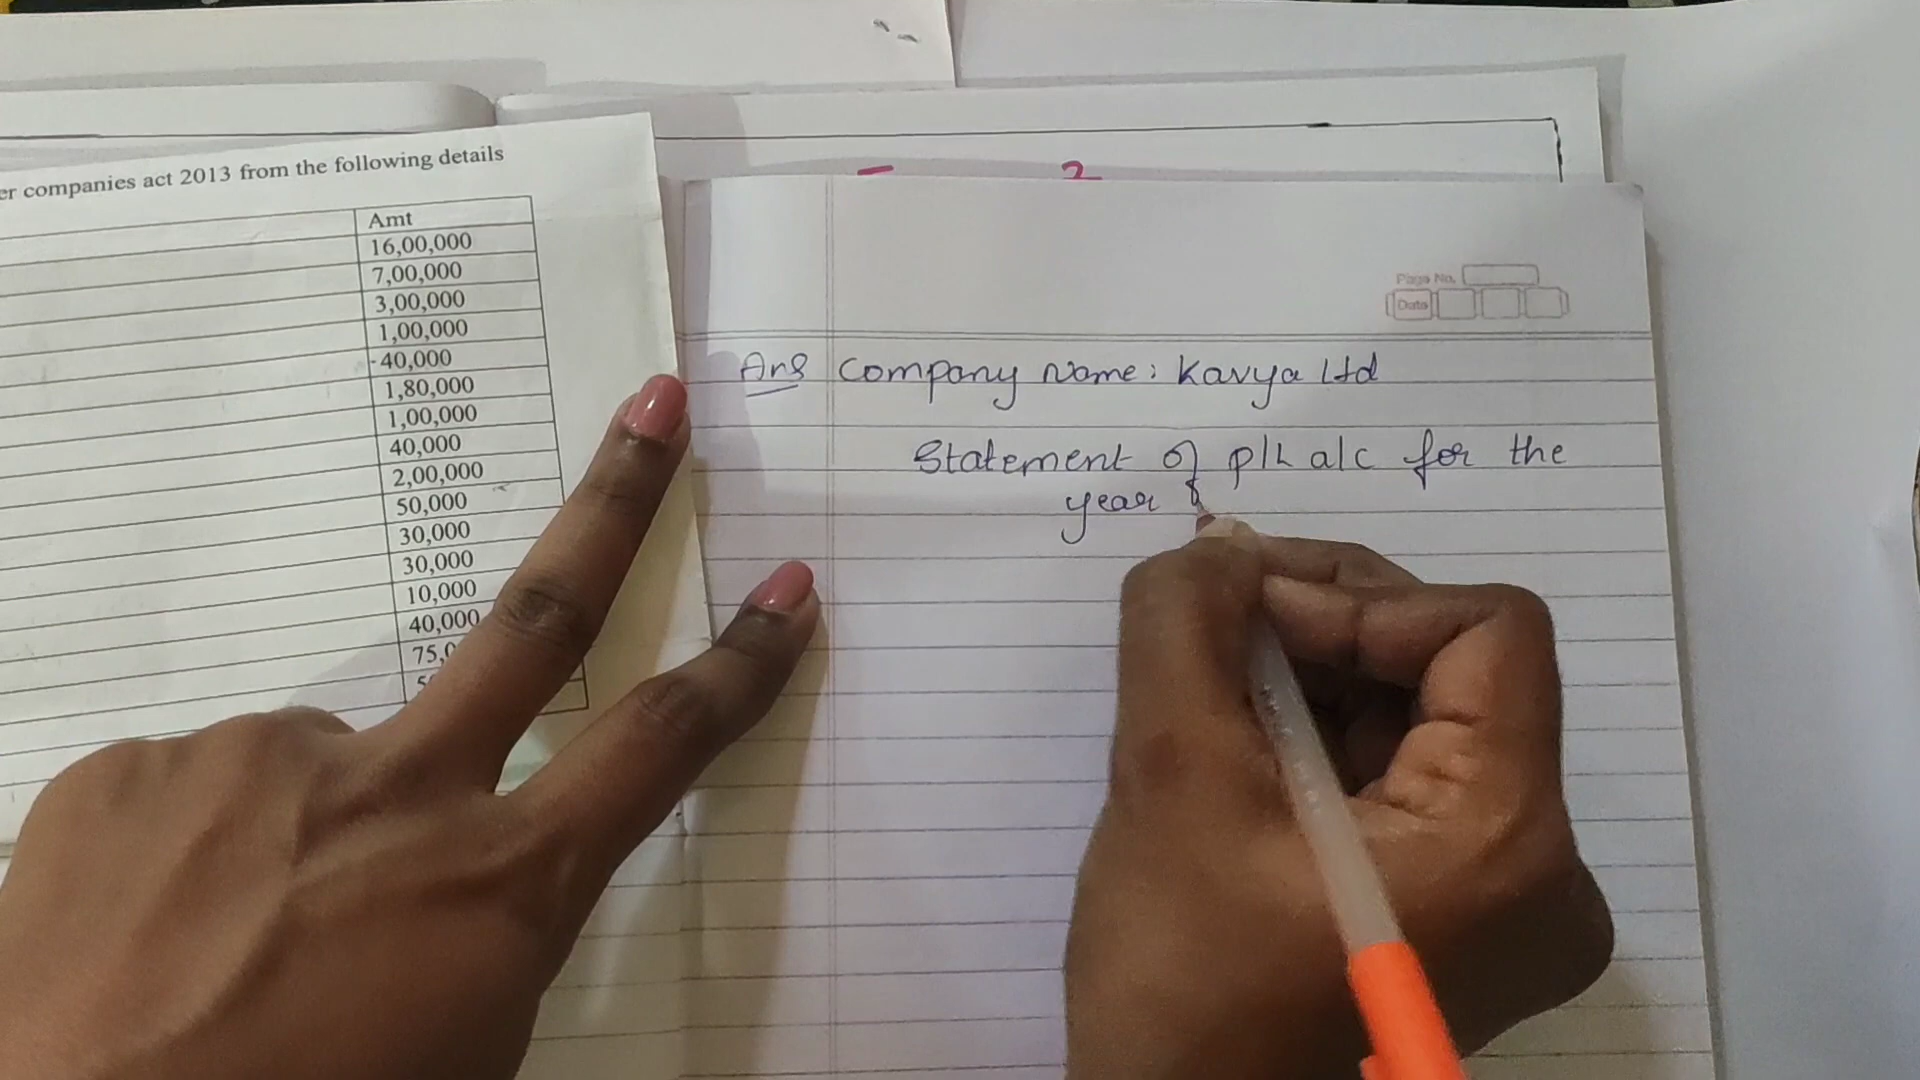 companies act 2013 from the following details
Amt
16,00,000
7,00,000
3,00,000
1,00,000
40,000
1,80,000
1,00,000
40,000
2,00,000
50,000
30,000
30,000
10,000
40,000
75,
Page No.
Date
Ans Company Name: Kavya Ltd
Statement of p/L a/c for the
year